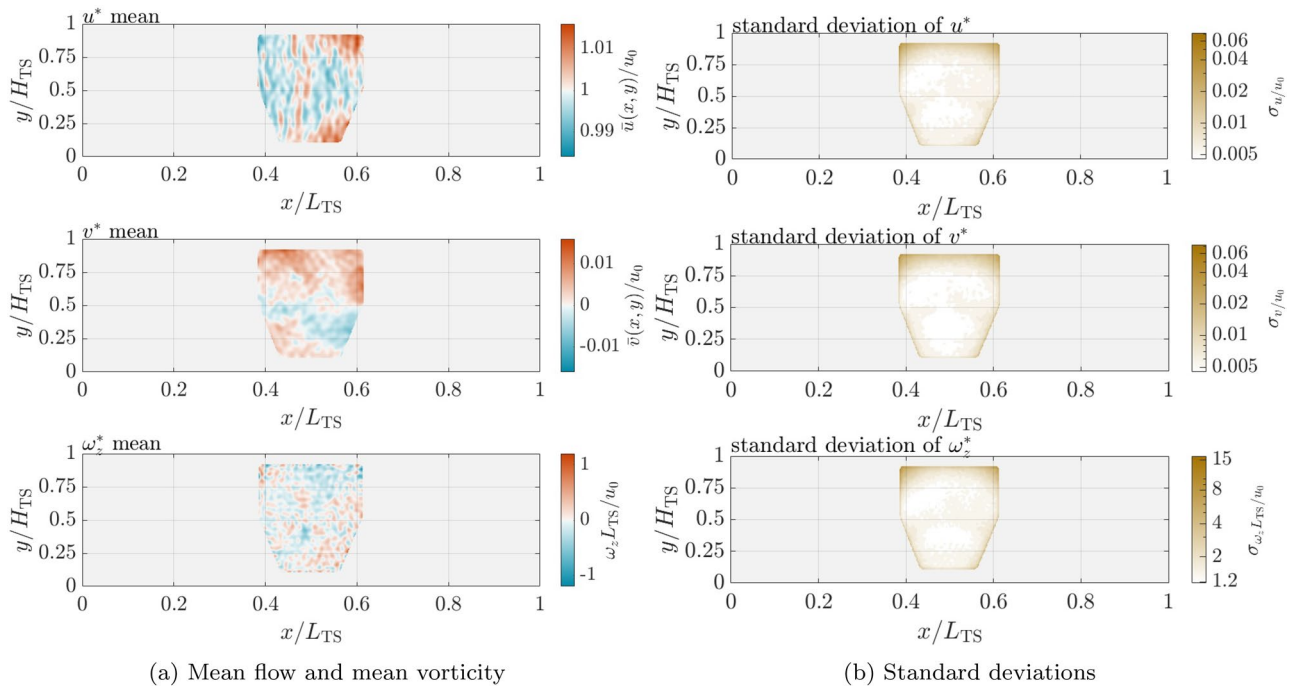 u* mean
1
0.75
0.5
0.25
0
y/H_TS
0 0.2 0.4 0.6 0.8 1
x/L_TS
1.01
1
0.99
ū(x, y)/u₀
v* mean
1
0.75
0.5
0.25
0
y/H_TS
0 0.2 0.4 0.6 0.8 1
x/L_TS
0.01
0
-0.01
v̄(x, y)/u₀
ω_z* mean
1
0.75
0.5
0.25
0
y/H_TS
0 0.2 0.4 0.6 0.8 1
x/L_TS
1
0
-1
ω_z L_TS/u₀
(a) Mean flow and mean vorticity
standard deviation of u*
1
0.75
0.5
0.25
0
y/H_TS
0 0.2 0.4 0.6 0.8 1
x/L_TS
0.06
0.04
0.02
0.01
0.005
σ_u/u₀
standard deviation of v*
1
0.75
0.5
0.25
0
y/H_TS
0 0.2 0.4 0.6 0.8 1
x/L_TS
0.06
0.04
0.02
0.01
0.005
σ_v/u₀
standard deviation of ω_z*
1
0.75
0.5
0.25
0
y/H_TS
0 0.2 0.4 0.6 0.8 1
x/L_TS
15
8
4
2
1.2
σ_ω_z L_TS/u₀
(b) Standard deviations